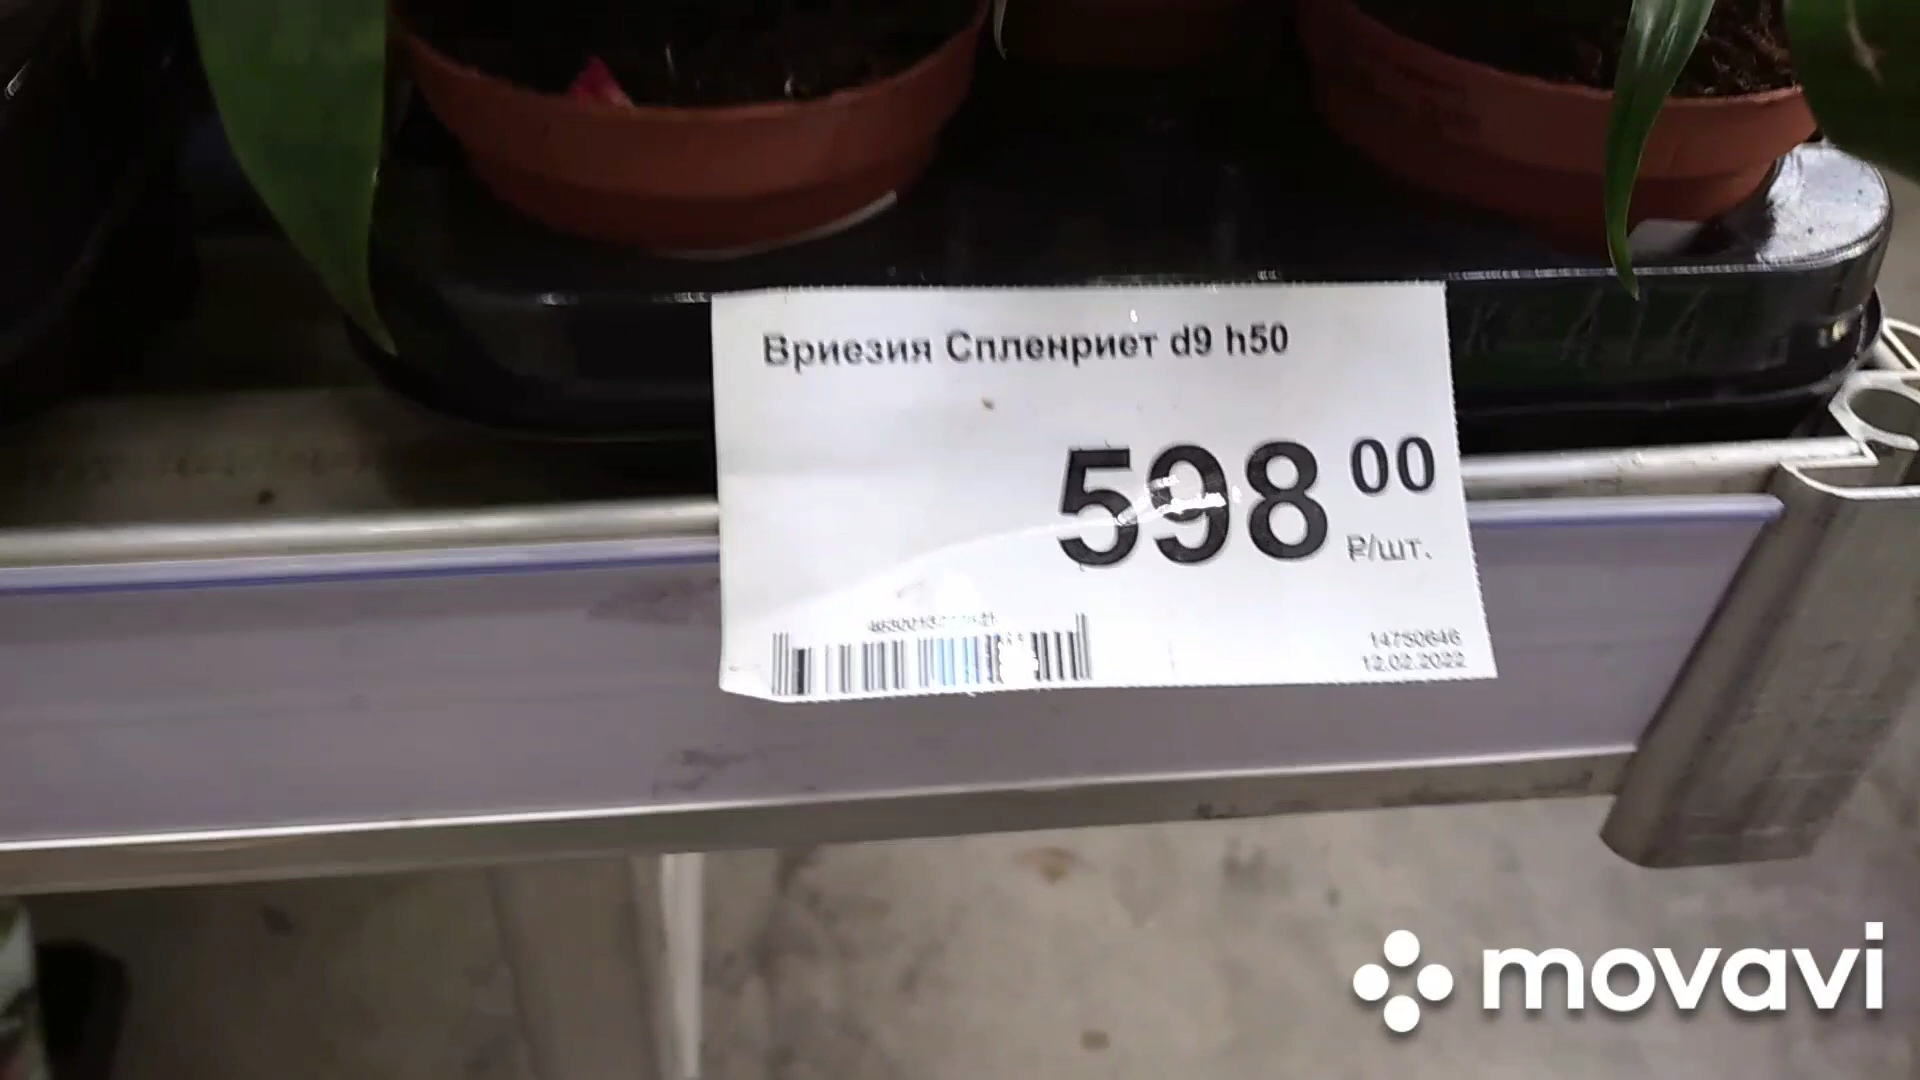 Вриезия Спленриет d9 h50
598 00
₽/шт.
14750646
12.02.2022
movavi